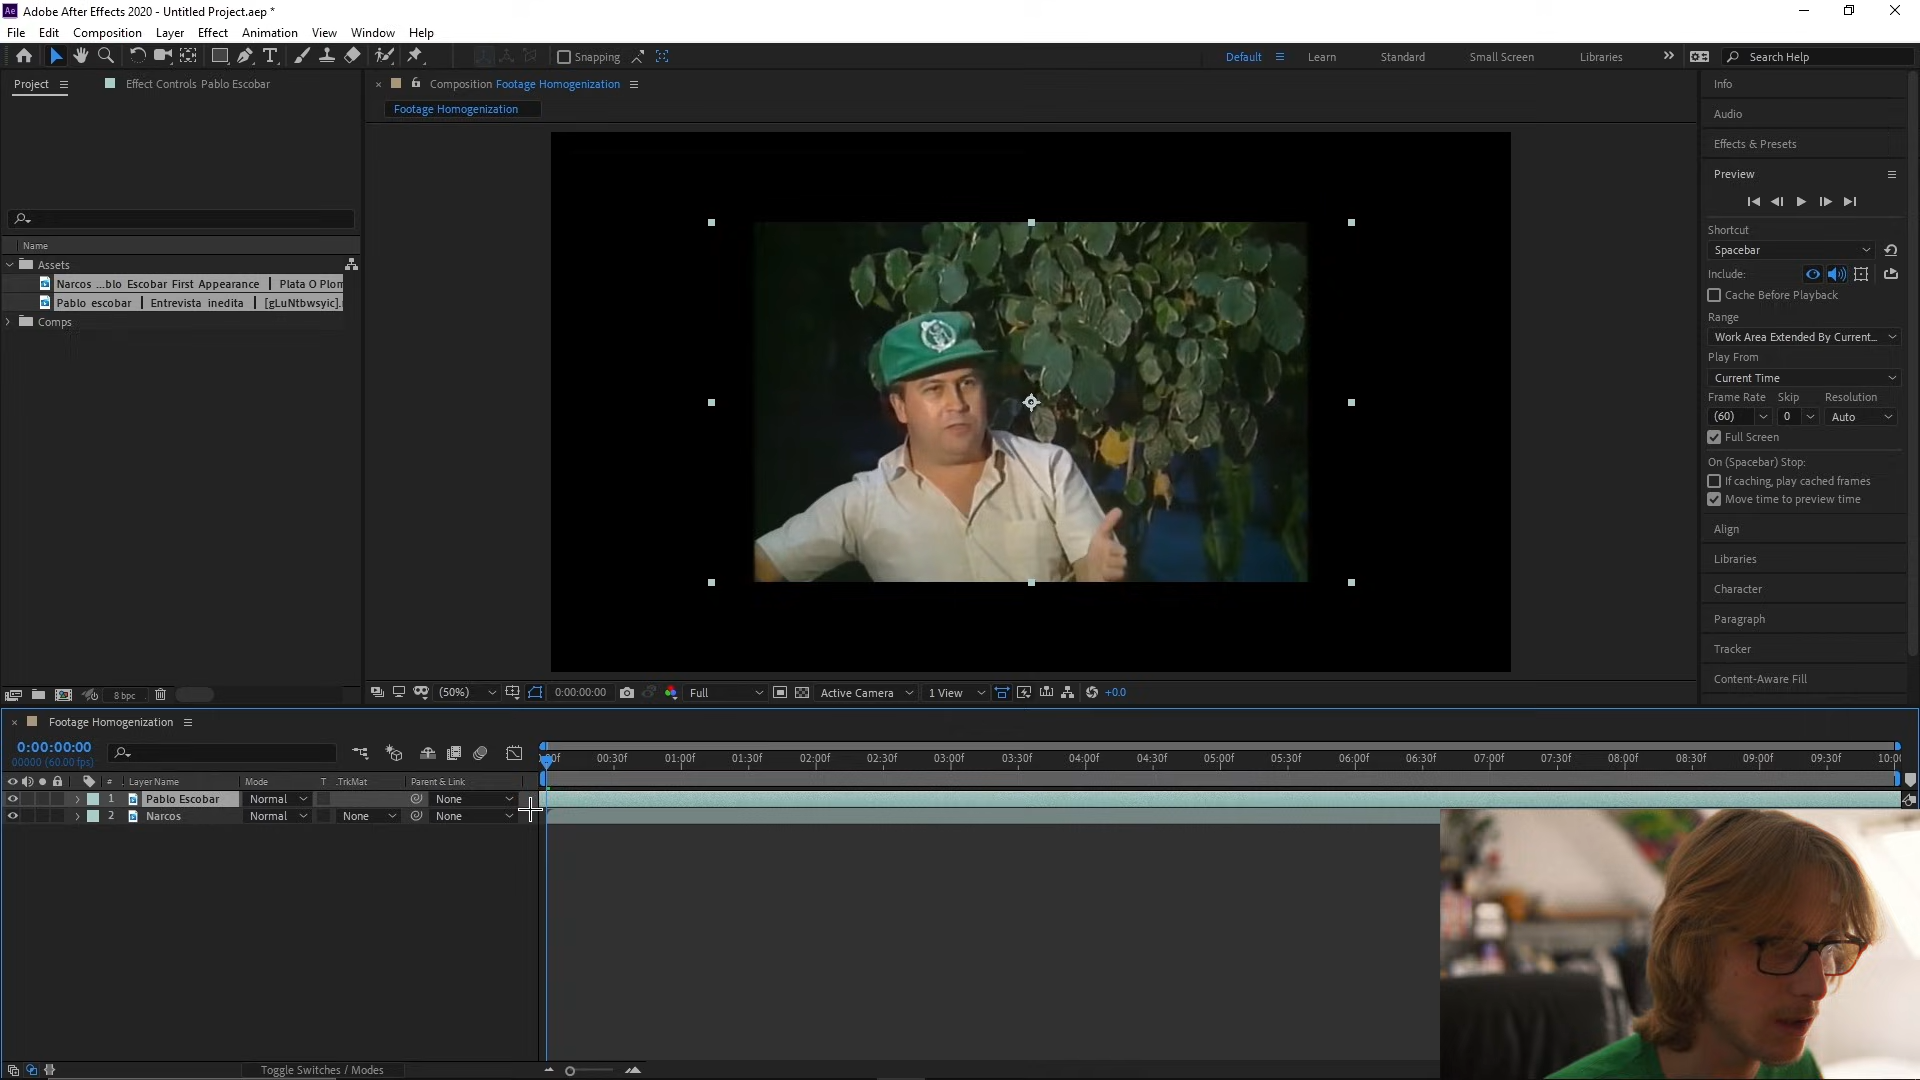 Adobe After Effects 2020 - Untitled Project.aep *
File Edit Composition Layer Effect Animation View Window Help
Snapping
Default Learn Standard Small Screen Libraries Search Help
Project Effect Controls Pablo Escobar
Composition Footage Homogenization
Footage Homogenization
Name
Assets
Narcos ...blo Escobar First Appearance | Plata O Plom
Pablo escobar | Entrevista inedita | [gLuNtbwsyic].
Comps
Info
Audio
Effects & Presets
Preview
Shortcut
Spacebar
Include:
Cache Before Playback
Range
Work Area Extended By Current...
Play From
Current Time
Frame Rate Skip Resolution
(60) 0 Auto
Full Screen
On (Spacebar) Stop:
If caching, play cached frames
Move time to preview time
Align
Libraries
Character
Paragraph
Tracker
Content-Aware Fill
8 bpc
(50%) 0:00:00:00 Full Active Camera 1 View +0.0
Footage Homogenization
0:00:00:00
00000 (60.00 fps)
00f 00:30f 01:00f 01:30f 02:00f 02:30f 03:00f 03:30f 04:00f 04:30f 05:00f 05:30f 06:00f 06:30f 07:00f 07:30f 08:00f 08:30f 09:00f 09:30f 10:0
# Layer Name Mode T .TrkMat Parent & Link
1 Pablo Escobar Normal None
2 Narcos Normal None None
Toggle Switches / Modes